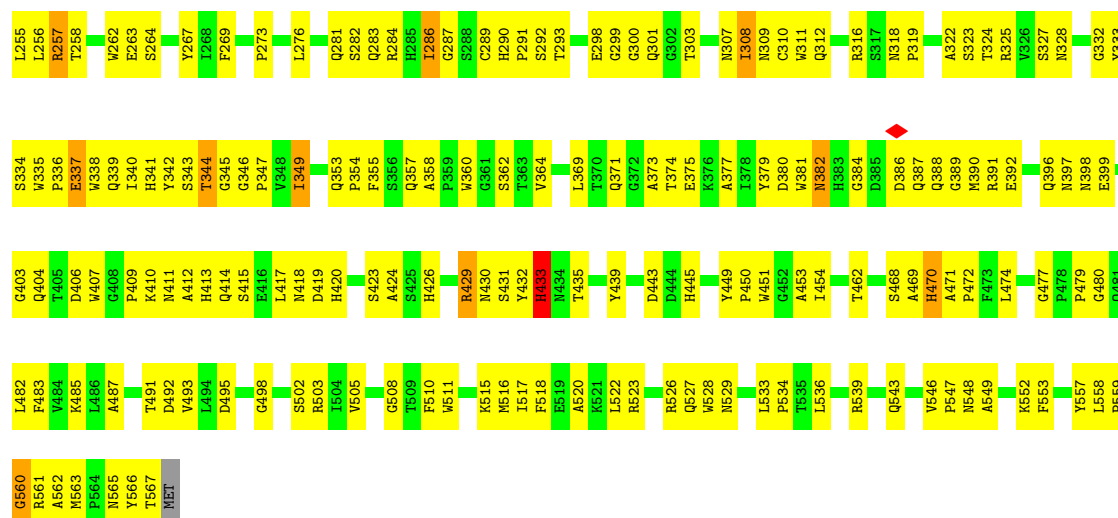 L255 L256 R257 T258 W262 E263 S264 Y267 I268 F269 P273 L276 Q281 S282 Q283 R284 H285 I286 G287 S288 C289 H290 P291 S292 T293 E298 G299 G300 Q301 G302 T303 N307 I308 N309 C310 W311 Q312 R316 S317 N318 P319 A322 S323 T324 R325 V326 S327 N328 G332
S334 W335 P336 E337 W338 Q339 I340 H341 Y342 S343 T344 G345 G346 P347 V348 I349 Q353 P354 F355 S356 Q357 A358 P359 W360 G361 S362 T363 V364 L369 T370 Q371 G372 A373 T374 E375 K376 A377 I378 Y379 D380 W381 N382 H383 G384 D385 D386 Q387 Q388 G389 M390 R391 E392 Q396 N397 N398 E399
G403 Q404 T405 D406 W407 G408 P409 K410 N411 A412 H413 Q414 S415 E416 L417 N418 D419 H420 S423 A424 S425 H426 R429 N430 S431 Y432 H433 N434 T435 Y439 D443 D444 H445 Y449 P450 W451 G452 A453 I454 T462 S468 A469 H470 A471 P472 F473 L474 G477 P478 P479 G480
L482 F483 V484 K485 L486 A487 T491 D492 V493 L494 D495 G498 S502 R503 I504 V505 G508 T509 F510 W511 K515 M516 I517 F518 E519 A520 K521 L522 R523 R526 Q527 W528 N529 L533 P534 T535 L536 R539 Q543 V546 P547 N548 A549 K552 F553 Y557 L558
G560 R561 A562 M563 P564 N565 Y566 T567 MET